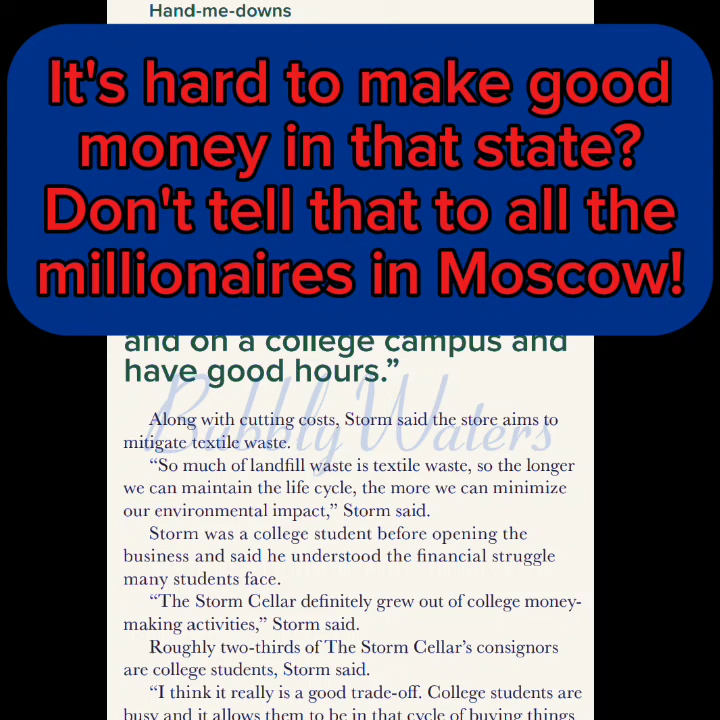 Hand-me-downs
It's hard to make good
money in that state?
Don't tell that to all the
millionaires in Moscow!
and on a college campus and
have good hours.”
Bubbly Waters
Along with cutting costs, Storm said the store aims to
mitigate textile waste.
“So much of landfill waste is textile waste, so the longer
we can maintain the life cycle, the more we can minimize
our environmental impact,” Storm said.
Storm was a college student before opening the
business and said he understood the financial struggle
many students face.
“The Storm Cellar definitely grew out of college money-
making activities,” Storm said.
Roughly two-thirds of The Storm Cellar’s consignors
are college students, Storm said.
“I think it really is a good trade-off. College students are
busy and it allows them to be in that cycle of buying things